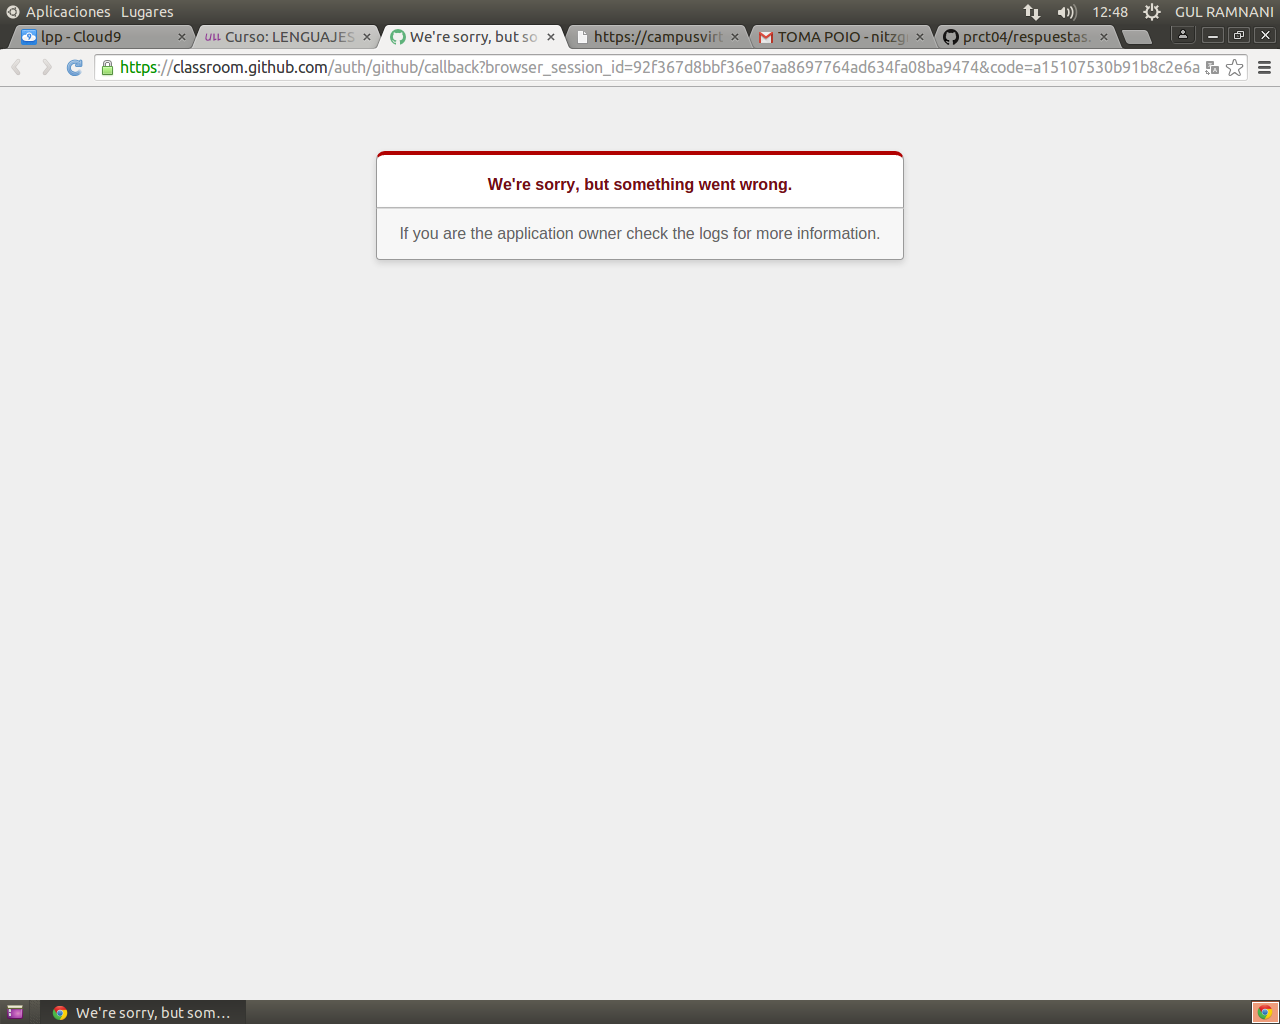 Aplicaciones Lugares 12:48 GUL RAMNANI
lpp - Cloud9 Curso: LENGUAJES We're sorry, but so https://campusvirt TOMA POIO - nitzg prct04/respuestas.
https://classroom.github.com/auth/github/callback?browser_session_id=92f367d8bbf36e07aa8697764ad634fa08ba9474&code=a15107530b91b8c2e6a
We're sorry, but something went wrong.
If you are the application owner check the logs for more information.
We're sorry, but som...